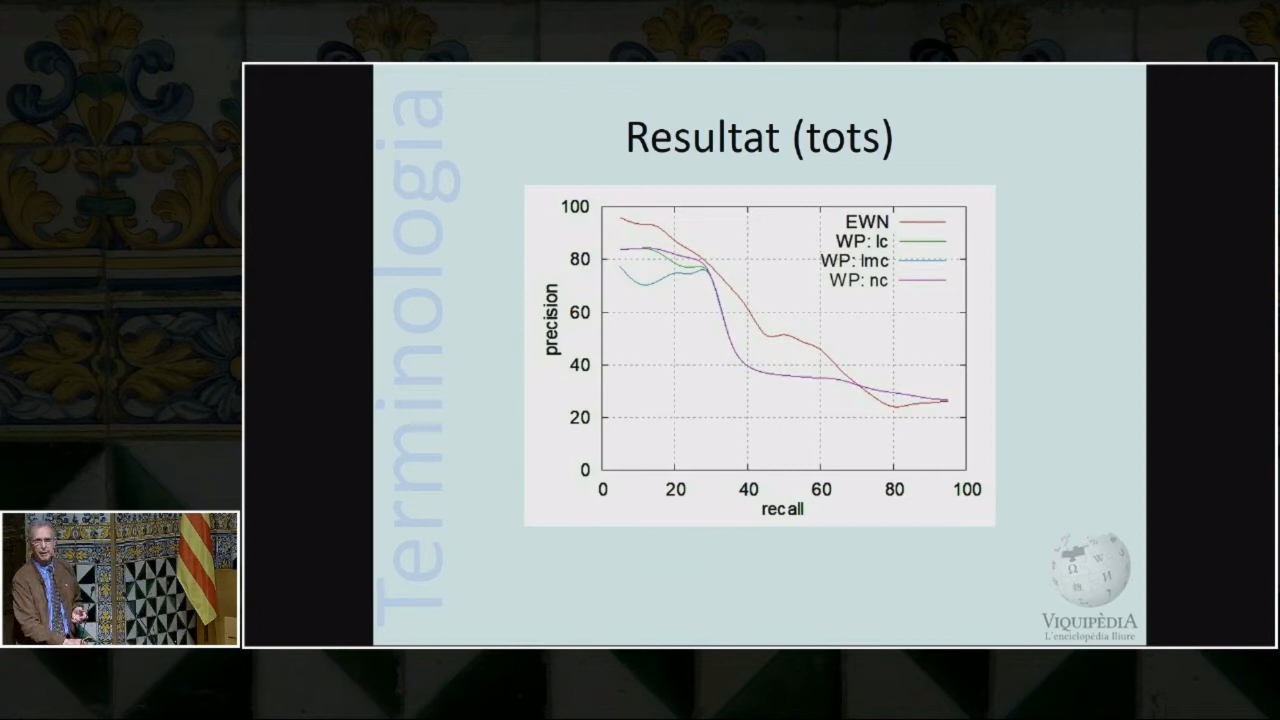 Terminologia
Resultat (tots)
100
80
60
40
20
0
precision
EWN
WP: lc
WP: lmc
WP: nc
0 20 40 60 80 100
recall
Ω W И
VIQUIPÈDIA
L'enciclopèdia lliure